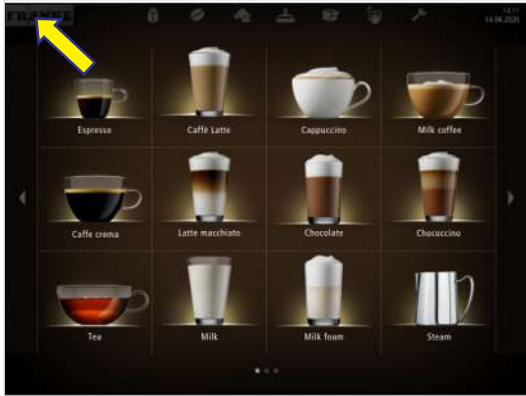 FRANKE
14:11
14.04.2020
Espresso
Caffè Latte
Cappuccino
Milk coffee
Caffe crema
Latte macchiato
Chocolate
Chococcino
Tea
Milk
Milk foam
Steam